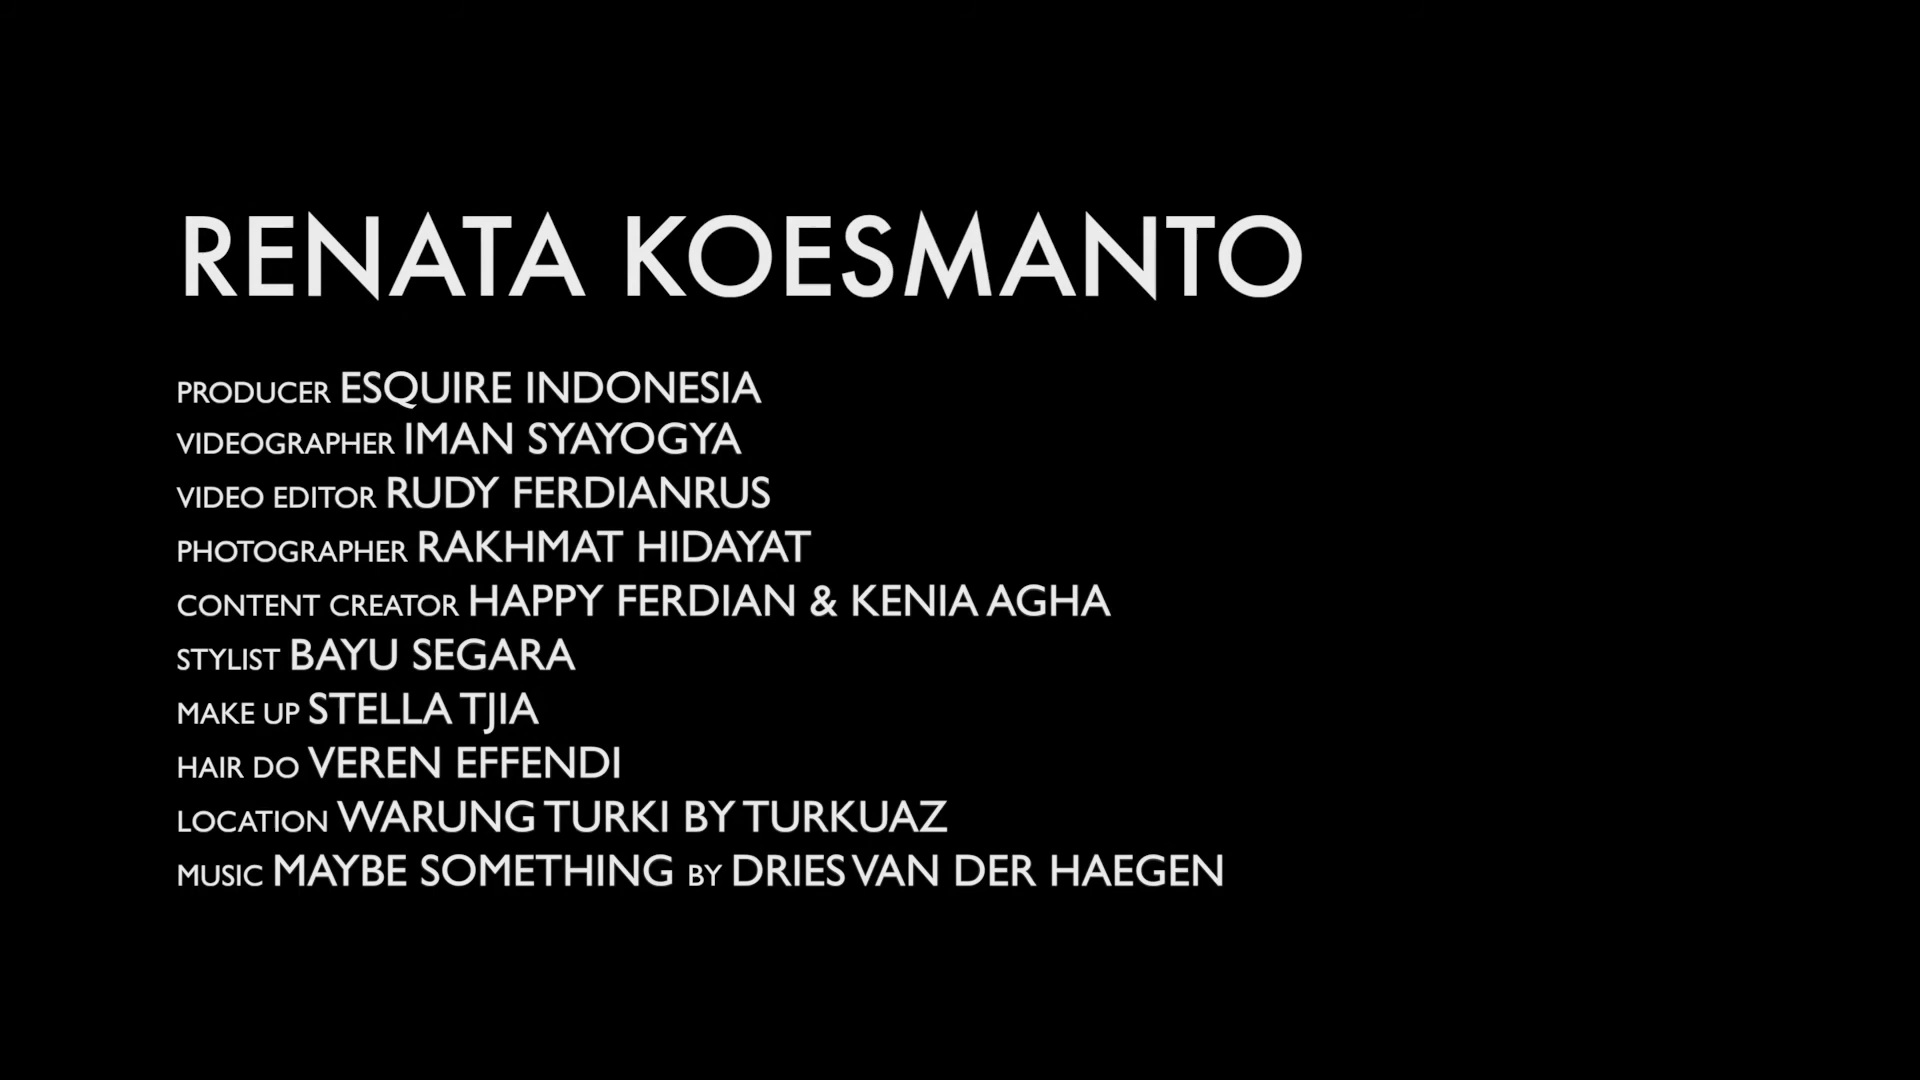 RENATA KOESMANTO
PRODUCER ESQUIRE INDONESIA
VIDEOGRAPHER IMAN SYAYOGYA
VIDEO EDITOR RUDY FERDIANRUS
PHOTOGRAPHER RAKHMAT HIDAYAT
CONTENT CREATOR HAPPY FERDIAN & KENIA AGHA
STYLIST BAYU SEGARA
MAKE UP STELLA TJIA
HAIR DO VEREN EFFENDI
LOCATION WARUNG TURKI BY TURKUAZ
MUSIC MAYBE SOMETHING BY DRIES VAN DER HAEGEN